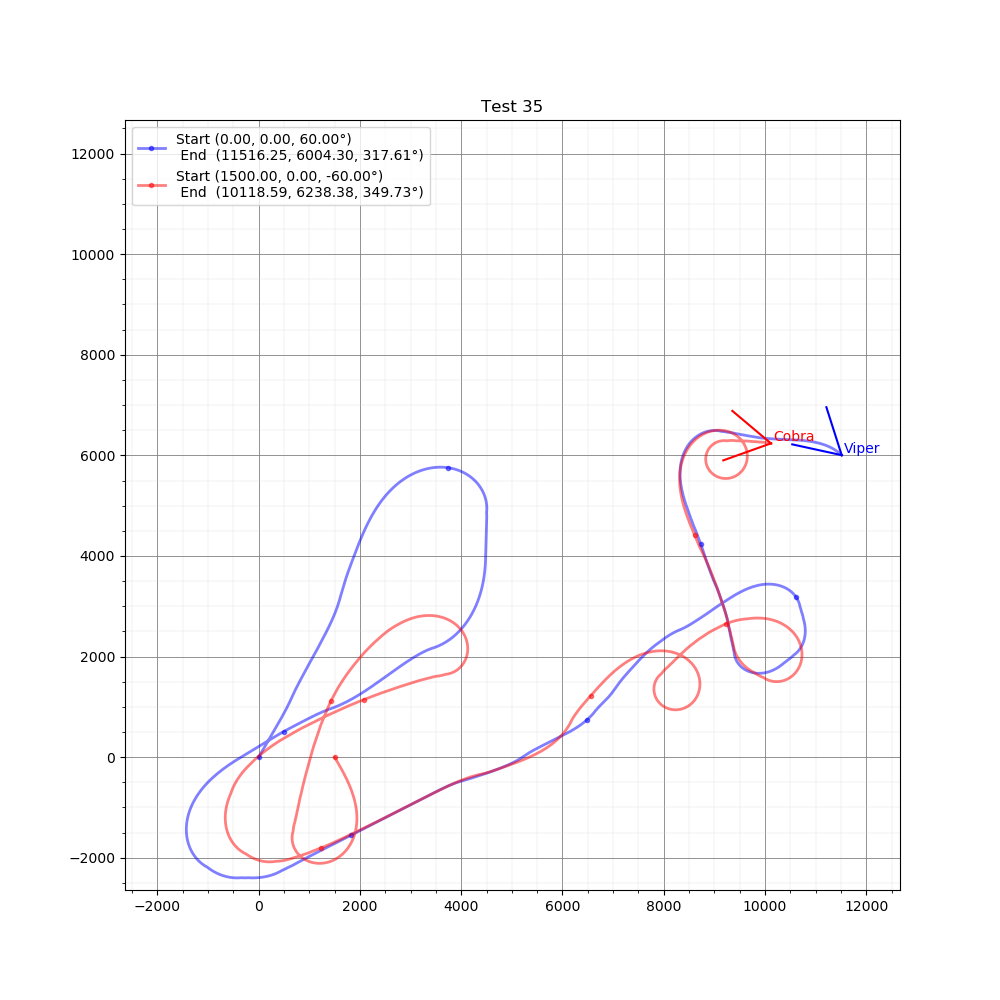 Test 35
Start (0.00, 0.00, 60.00°)
End  (11516.25, 6004.30, 317.61°)
Start (1500.00, 0.00, -60.00°)
End  (10118.59, 6238.38, 349.73°)
12000
10000
8000
6000
4000
2000
0
−2000
Cobra
Viper
−2000 0 2000 4000 6000 8000 10000 12000